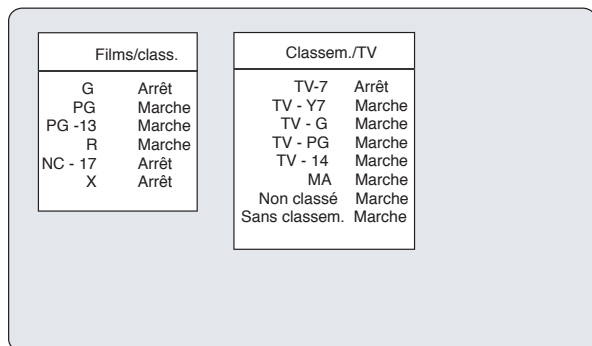 Films/class.
G Arrêt
PG Marche
PG -13 Marche
R Marche
NC - 17 Arrêt
X Arrêt
Classem./TV
TV-7 Arrêt
TV - Y7 Marche
TV - G Marche
TV - PG Marche
TV - 14 Marche
MA Marche
Non classé Marche
Sans classem. Marche